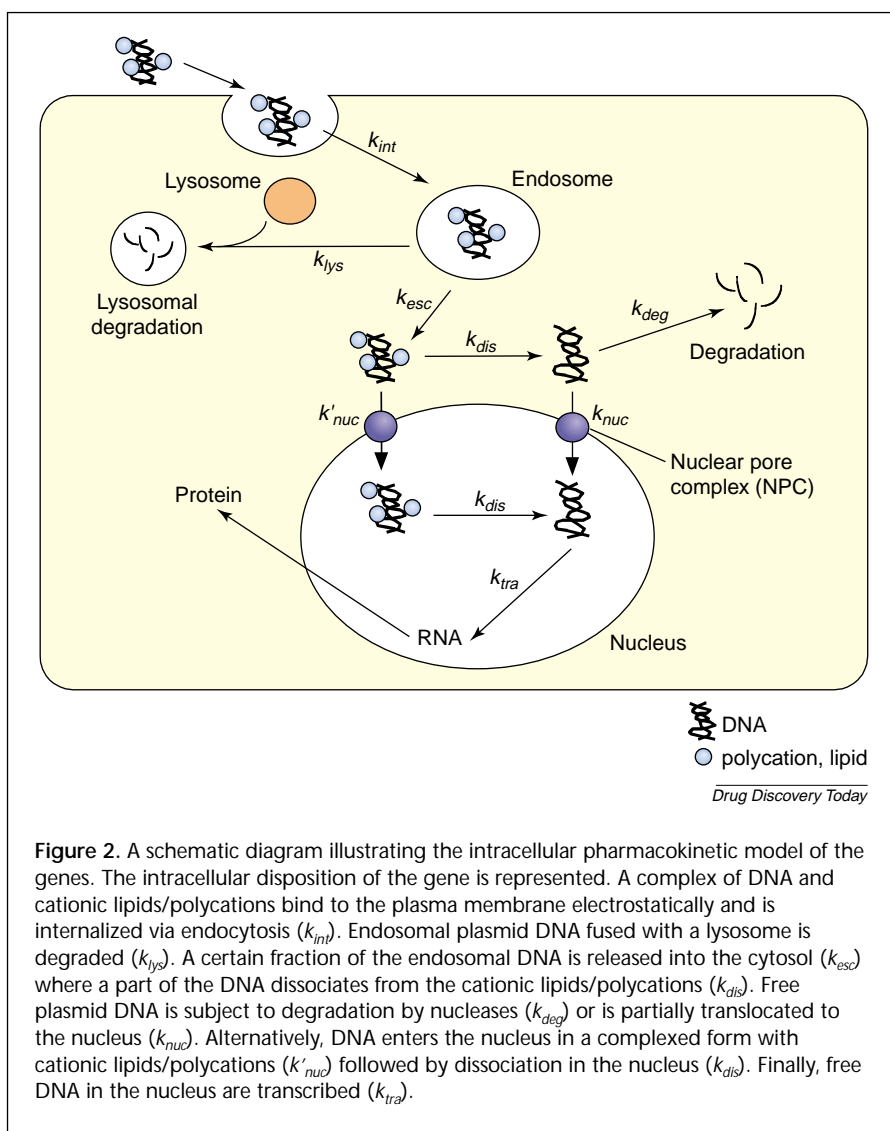 k_int
Lysosome
Endosome
k_lys
Lysosomal
degradation
k_esc
k_dis
k_deg
Degradation
k'_nuc
k_nuc
Nuclear pore
complex (NPC)
Protein
k_dis
k_tra
RNA
Nucleus
DNA
polycation, lipid
Drug Discovery Today
Figure 2. A schematic diagram illustrating the intracellular pharmacokinetic model of the
genes. The intracellular disposition of the gene is represented. A complex of DNA and
cationic lipids/polycations bind to the plasma membrane electrostatically and is
internalized via endocytosis (k_int). Endosomal plasmid DNA fused with a lysosome is
degraded (k_lys). A certain fraction of the endosomal DNA is released into the cytosol (k_esc)
where a part of the DNA dissociates from the cationic lipids/polycations (k_dis). Free
plasmid DNA is subject to degradation by nucleases (k_deg) or is partially translocated to
the nucleus (k_nuc). Alternatively, DNA enters the nucleus in a complexed form with
cationic lipids/polycations (k'_nuc) followed by dissociation in the nucleus (k_dis). Finally, free
DNA in the nucleus are transcribed (k_tra).